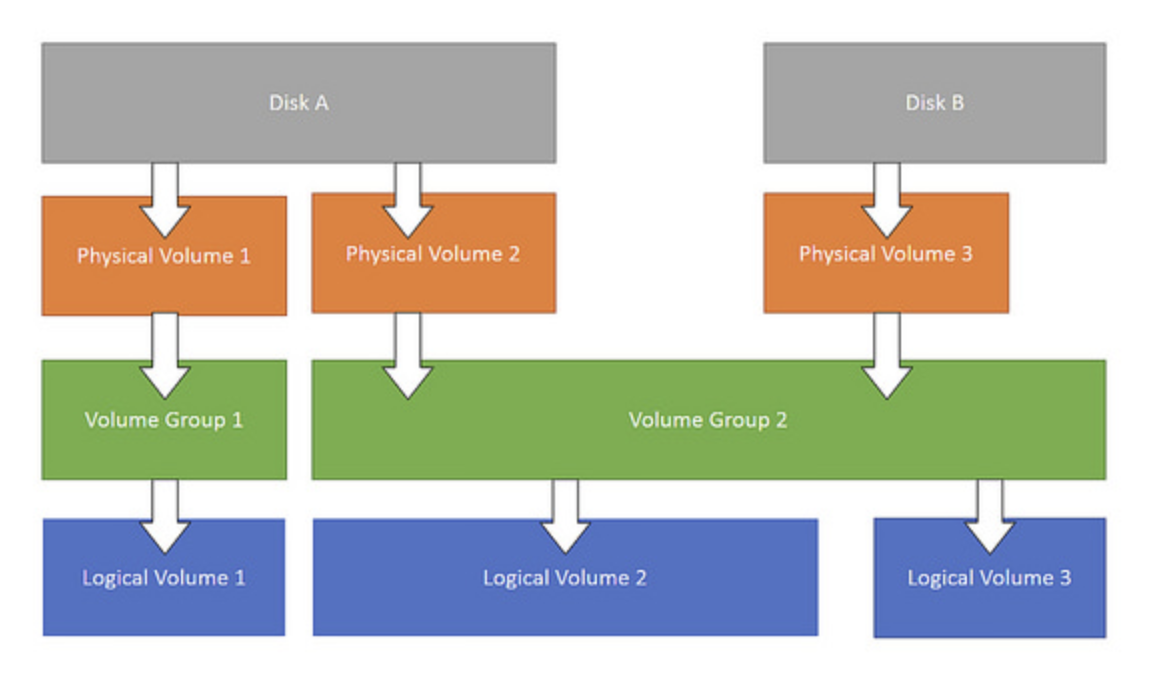 Disk A
Disk B
Physical Volume 1
Physical Volume 2
Physical Volume 3
Volume Group 1
Volume Group 2
Logical Volume 1
Logical Volume 2
Logical Volume 3